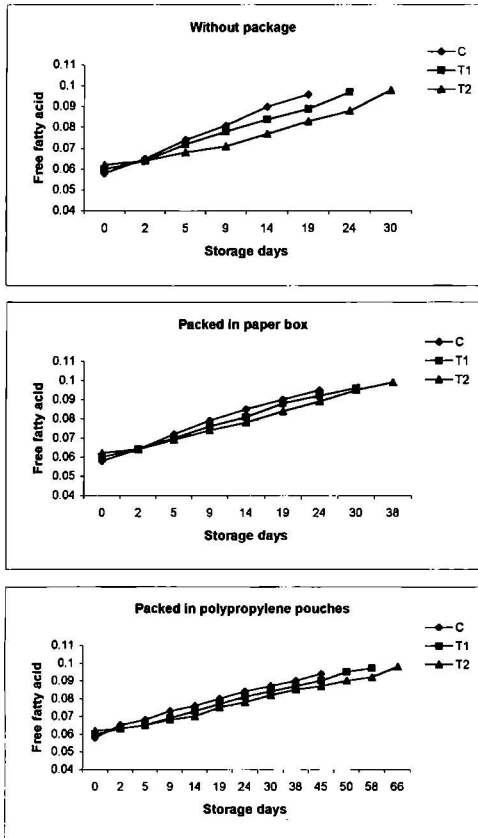 Without package
C
T1
T2
Free fatty acid
0.11
0.1
0.09
0.08
0.07
0.06
0.05
0.04
0 2 5 9 14 19 24 30
Storage days
Packed in paper box
C
T1
T2
Free fatty acid
0.11
0.1
0.09
0.08
0.07
0.06
0.05
0.04
0 2 5 9 14 19 24 30 38
Storage days
Packed in polypropylene pouches
C
T1
T2
Free fatty acid
0.11
0.1
0.09
0.08
0.07
0.06
0.05
0.04
0 2 5 9 14 19 24 30 38 45 50 58 66
Storage days